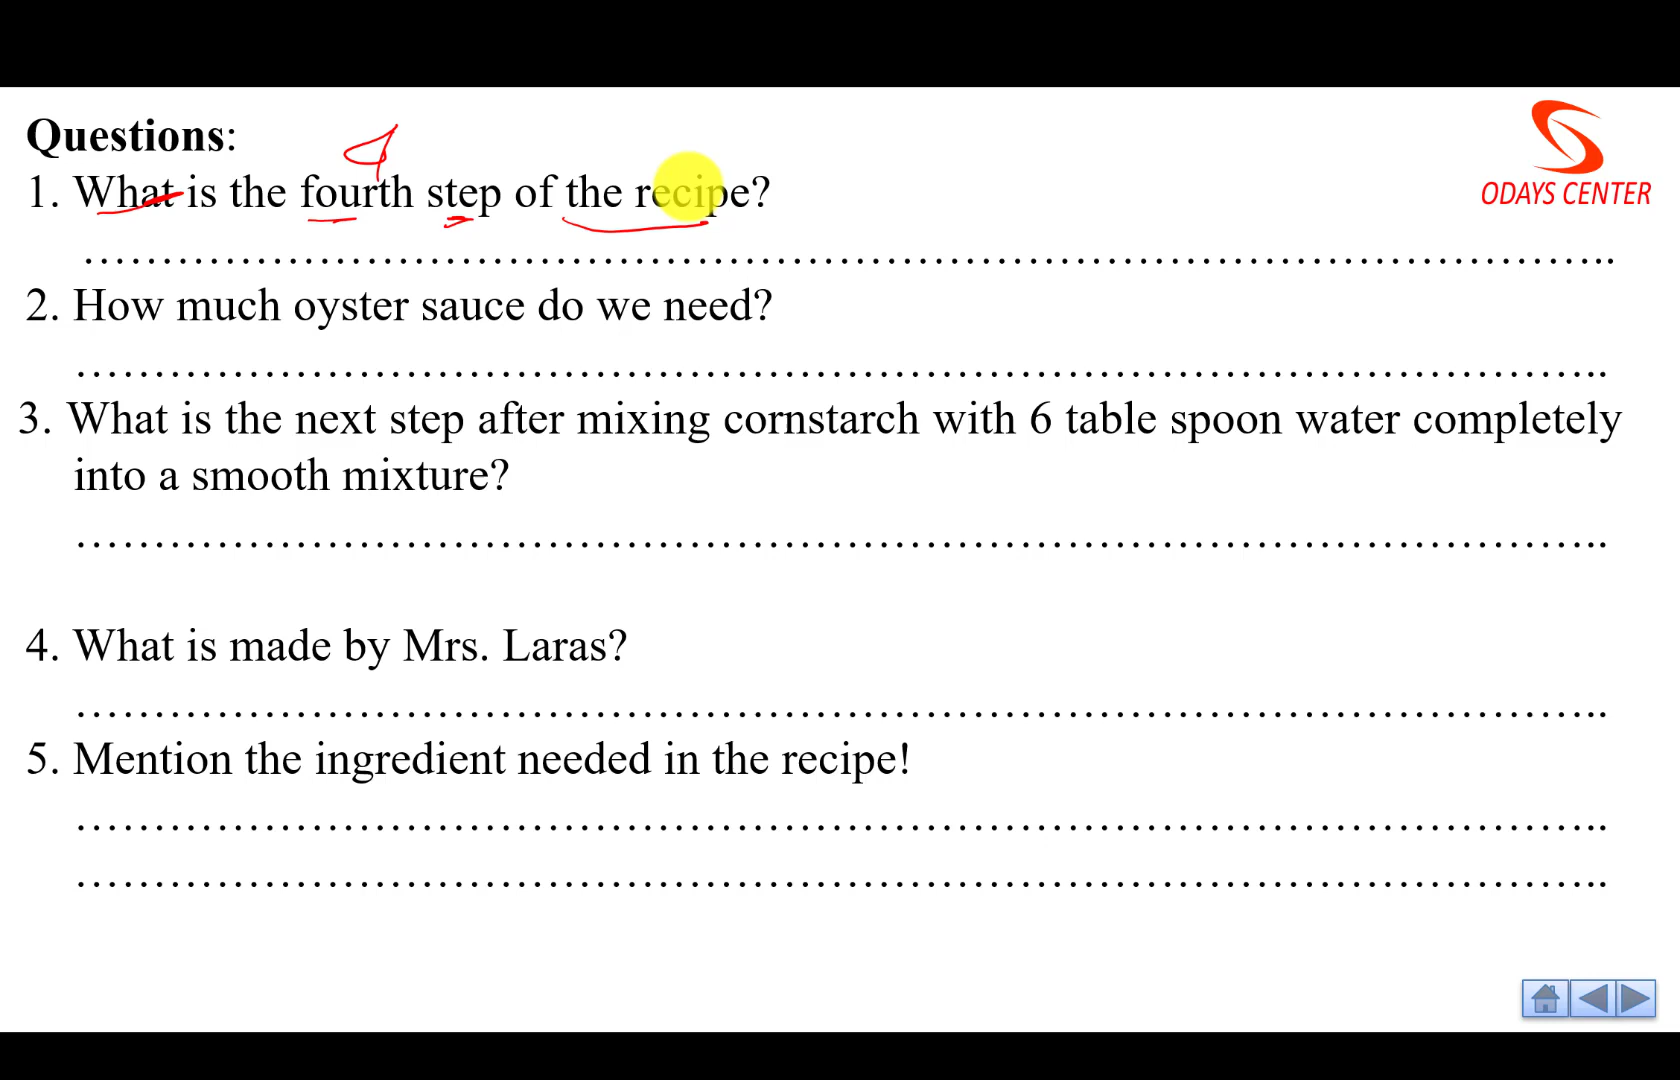 Questions:
4
1. What is the fourth step of the recipe?
ODAYS CENTER
…………………………………………………………………………………..
2. How much oyster sauce do we need?
…………………………………………………………………………………..
3. What is the next step after mixing cornstarch with 6 table spoon water completely
into a smooth mixture?
…………………………………………………………………………………..
4. What is made by Mrs. Laras?
…………………………………………………………………………………..
5. Mention the ingredient needed in the recipe!
…………………………………………………………………………………..
…………………………………………………………………………………..